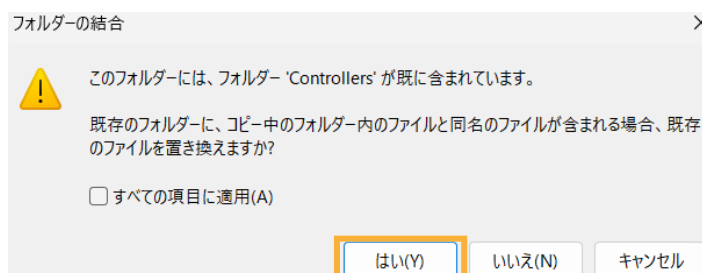 フォルダーの結合
このフォルダーには、フォルダー 'Controllers' が既に含まれています。
既存のフォルダーに、コピー中のフォルダー内のファイルと同名のファイルが含まれる場合、既存
のファイルを置き換えますか?
すべての項目に適用(A)
はい(Y)
いいえ(N)
キャンセル